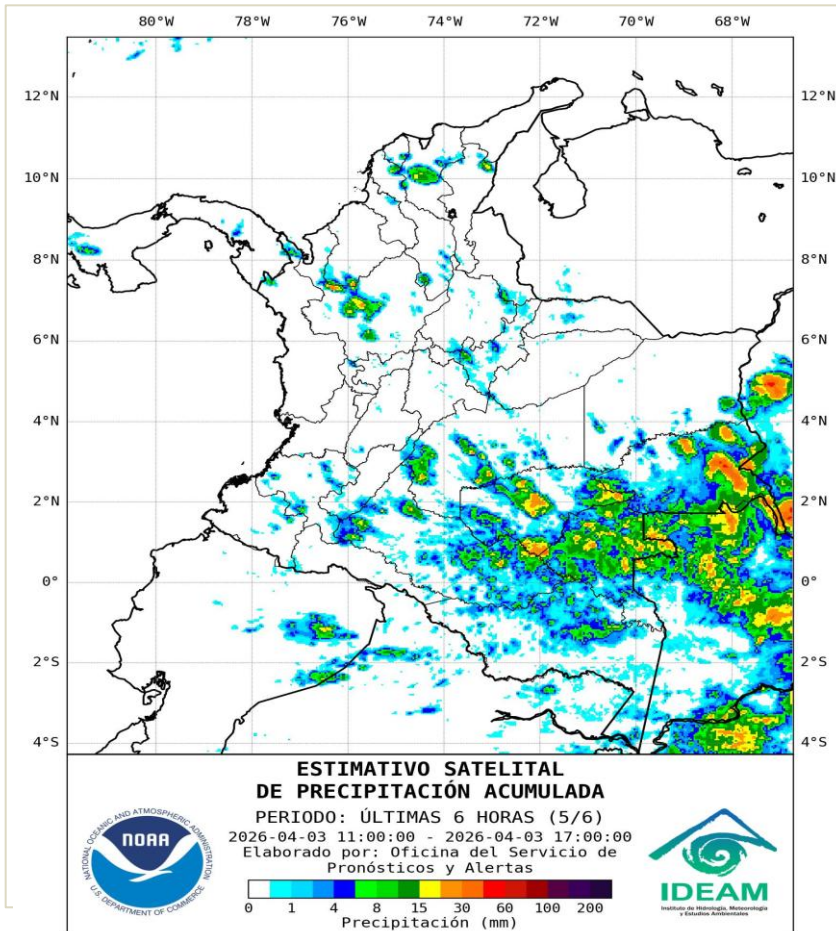 80°W 78°W 76°W 74°W 72°W 70°W 68°W
12°N 12°N
10°N 10°N
8°N 8°N
6°N 6°N
4°N 4°N
2°N 2°N
0° 0°
2°S 2°S
4°S 4°S
ESTIMATIVO SATELITAL
DE PRECIPITACIÓN ACUMULADA
PERIODO: ÚLTIMAS 6 HORAS (5/6)
2026-04-03 11:00:00 - 2026-04-03 17:00:00
Elaborado por: Oficina del Servicio de
Pronósticos y Alertas
0 1 4 8 15 30 60 100 200
Precipitación (mm)
NATIONAL OCEANIC AND ATMOSPHERIC ADMINISTRATION
NOAA
U.S. DEPARTMENT OF COMMERCE
IDEAM
Instituto de Hidrología, Meteorología
y Estudios Ambientales